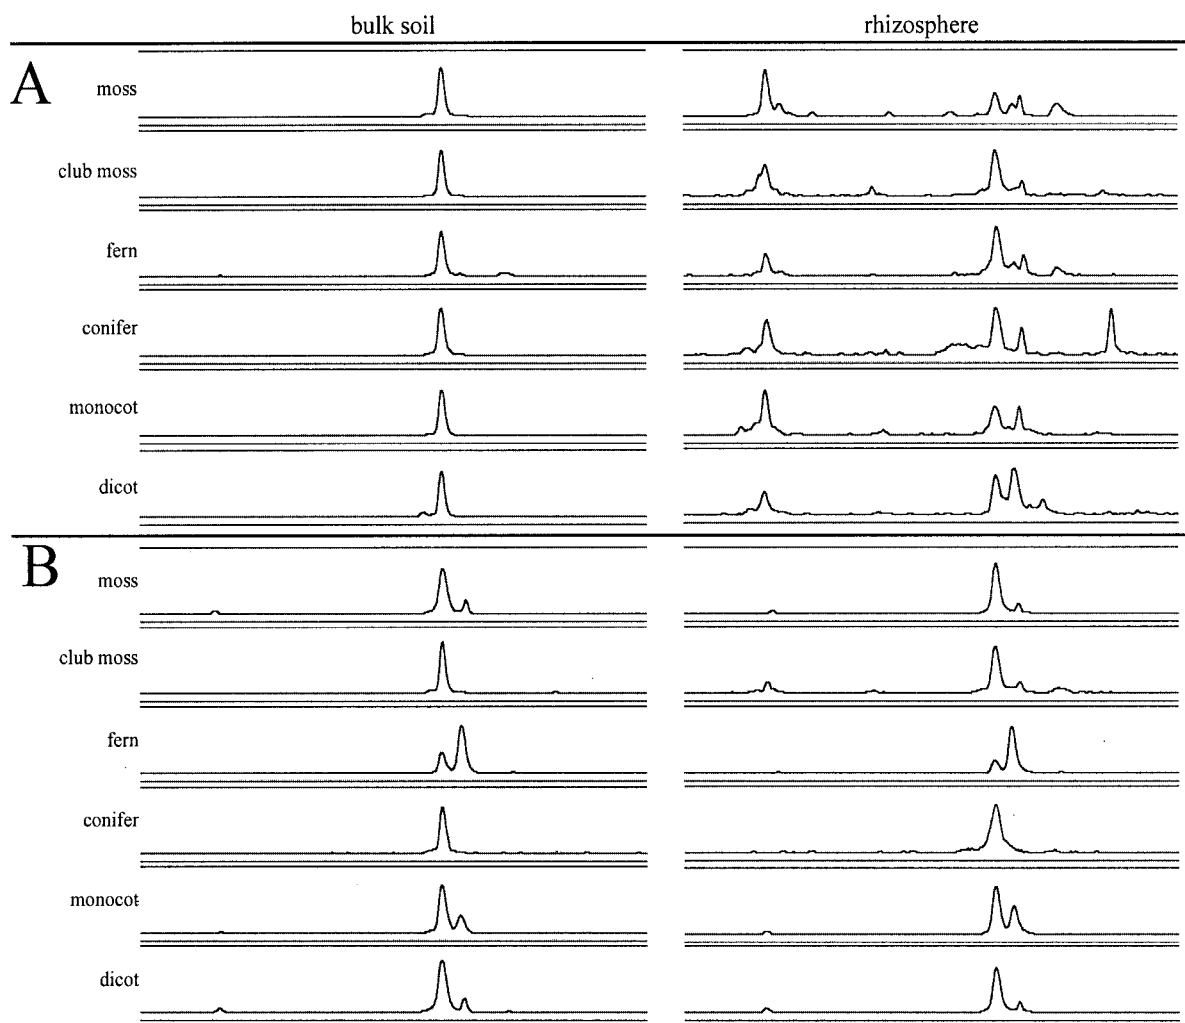 bulk soil rhizosphere
A
moss
club moss
fern
conifer
monocot
dicot
B
moss
club moss
fern
conifer
monocot
dicot